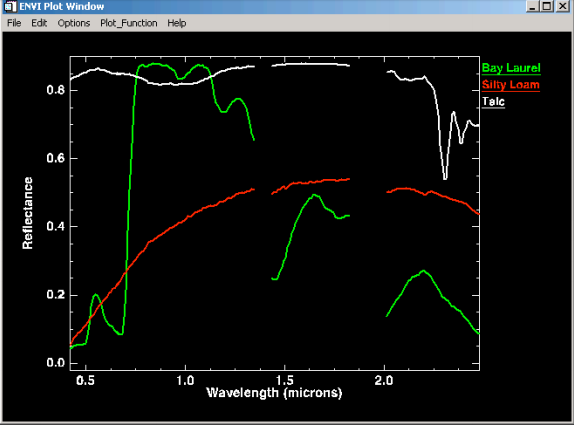 ENVI Plot Window
File Edit Options Plot_Function Help
Bay Laurel
Silty Loam
Talc
0.8
0.6
0.4
0.2
0.0
Reflectance
0.5 1.0 1.5 2.0
Wavelength (microns)